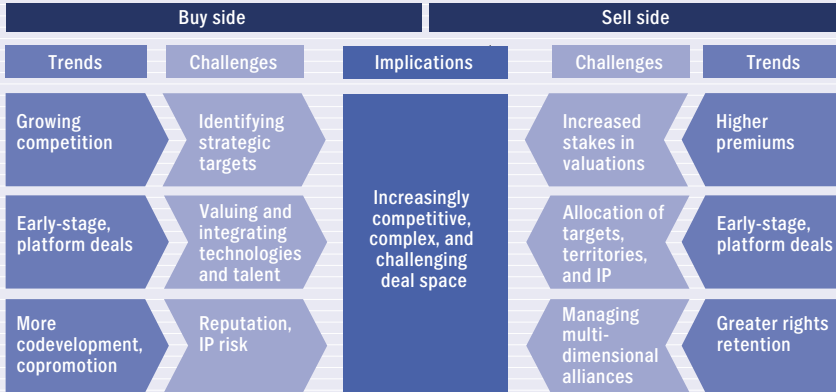 Buy side
Sell side
Trends
Challenges
Implications
Challenges
Trends
Growing
competition
Identifying
strategic
targets
Increased
stakes in
valuations
Higher
premiums
Early-stage,
platform deals
Valuing and
integrating
technologies
and talent
Increasingly
competitive,
complex, and
challenging
deal space
Allocation of
targets,
territories,
and IP
Early-stage,
platform deals
More
codevelopment,
copromotion
Reputation,
IP risk
Managing
multi-
dimensional
alliances
Greater rights
retention